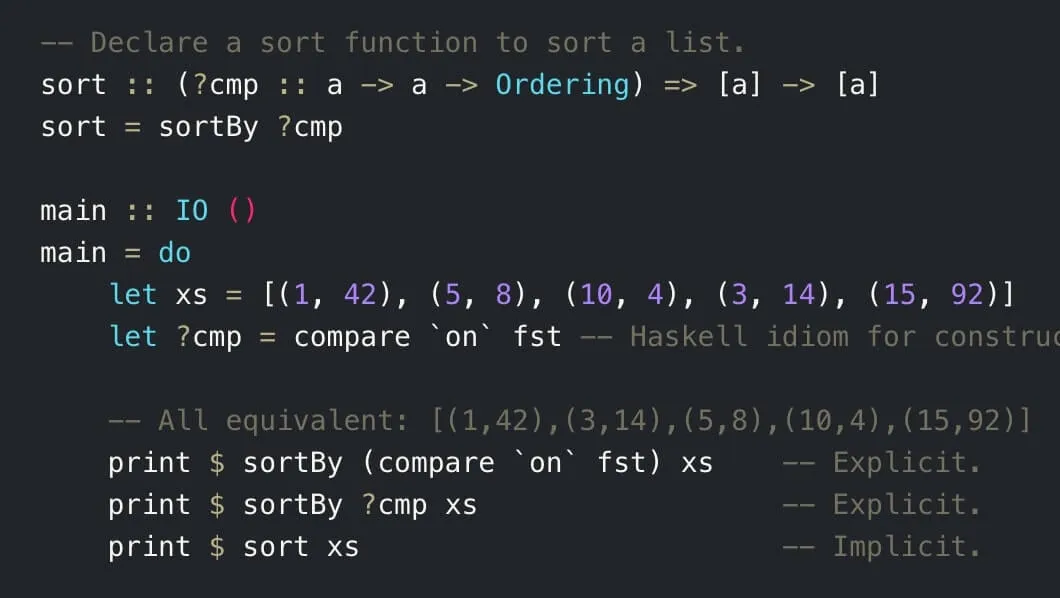 -- Declare a sort function to sort a list.
sort :: (?cmp :: a -> a -> Ordering) => [a] -> [a]
sort = sortBy ?cmp
main :: IO ()
main = do
let xs = [(1, 42), (5, 8), (10, 4), (3, 14), (15, 92)]
let ?cmp = compare `on` fst -- Haskell idiom for
-- All equivalent: [(1,42),(3,14),(5,8),(10,4),(15,92)]
print $ sortBy (compare `on` fst) xs -- Explicit.
print $ sortBy ?cmp xs -- Explicit.
print $ sort xs -- Implicit.